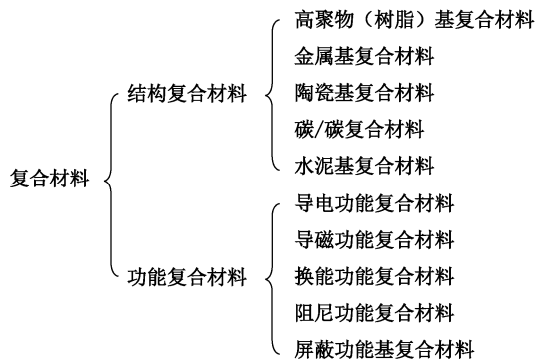 高聚物（树脂）基复合材料
金属基复合材料
结构复合材料
陶瓷基复合材料
碳/碳复合材料
水泥基复合材料
复合材料
导电功能复合材料
导磁功能复合材料
功能复合材料
换能功能复合材料
阻尼功能复合材料
屏蔽功能基复合材料